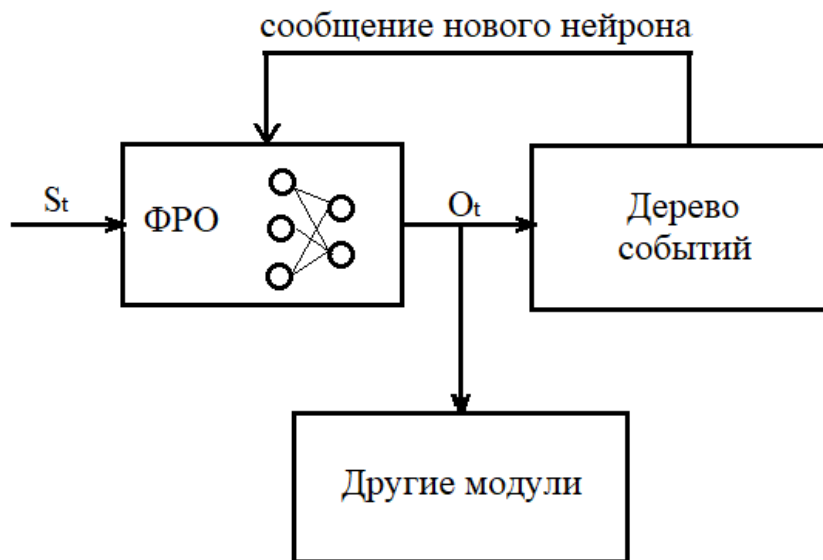 сообщение нового нейрона
St
ФРО
Ot
Дерево
событий
Другие модули